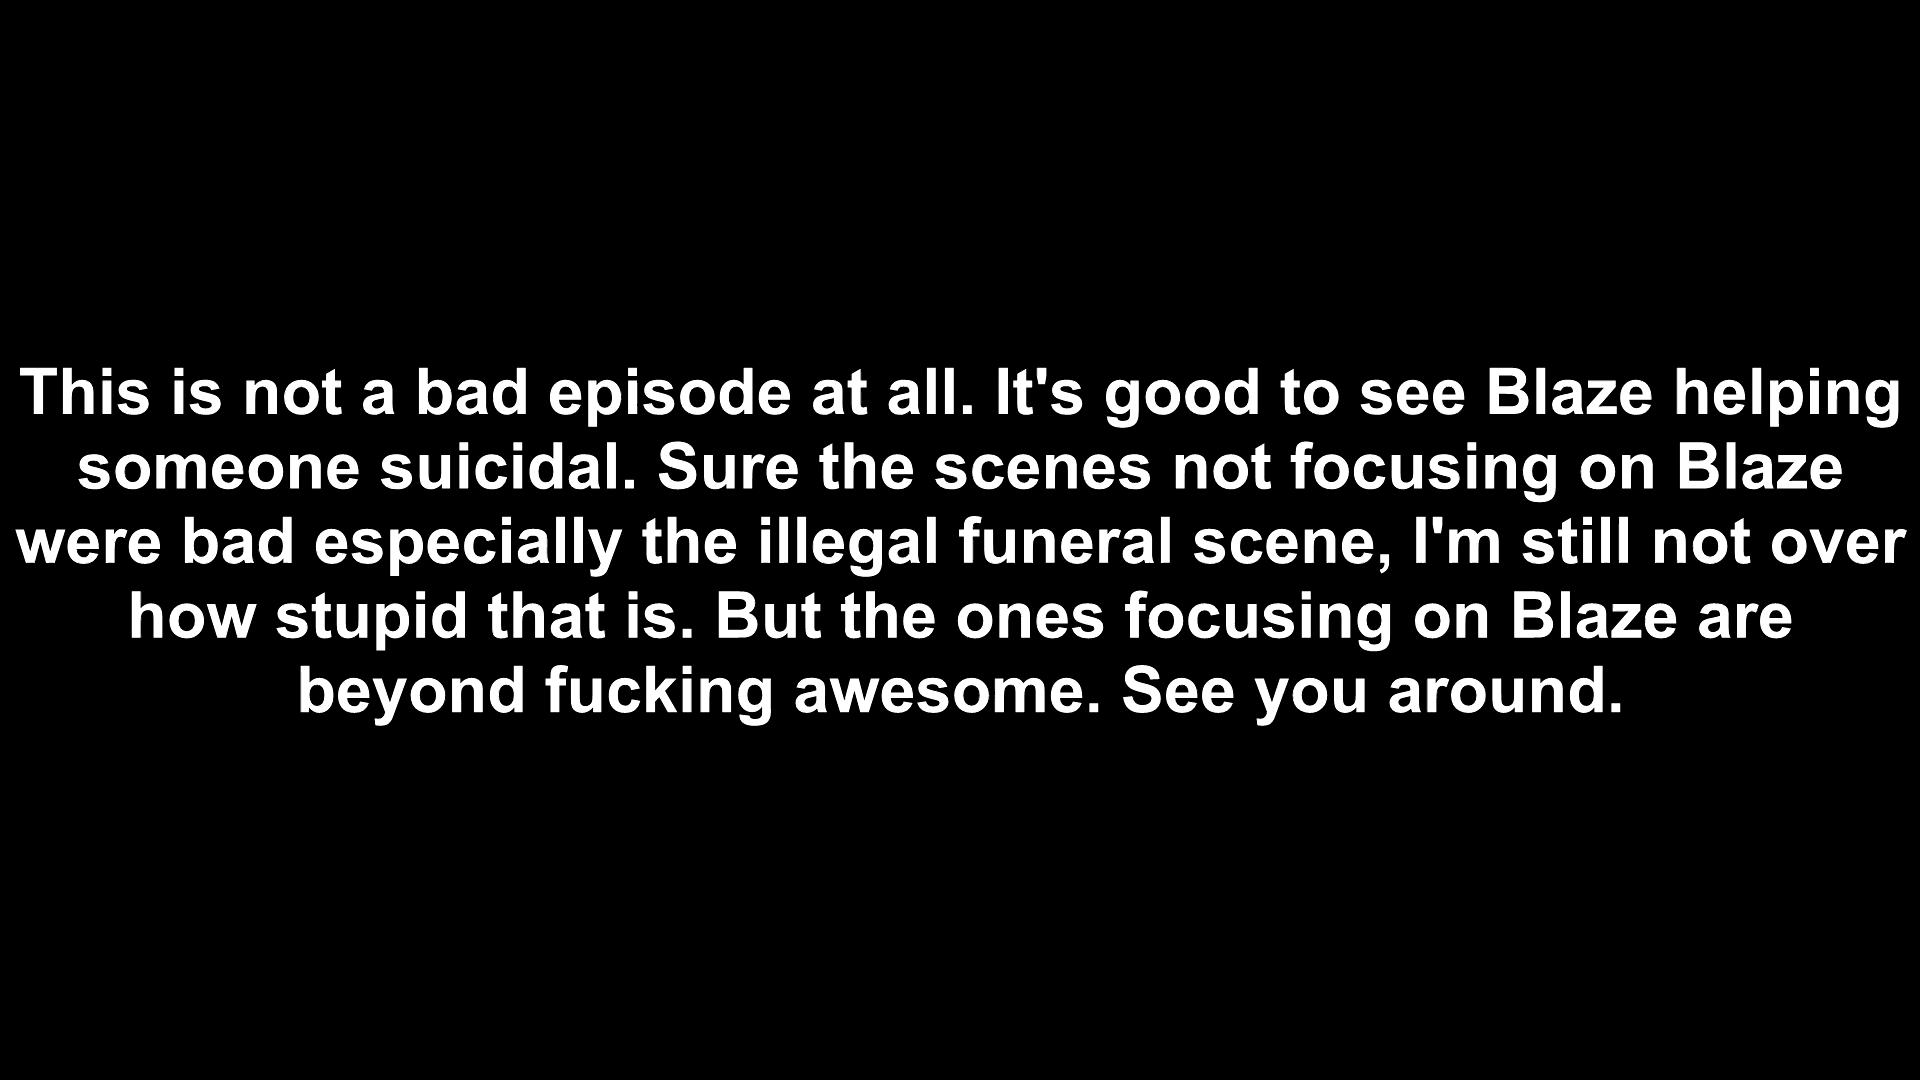 This is not a bad episode at all. It's good to see Blaze helping
someone suicidal. Sure the scenes not focusing on Blaze
were bad especially the illegal funeral scene, I'm still not over
how stupid that is. But the ones focusing on Blaze are
beyond fucking awesome. See you around.